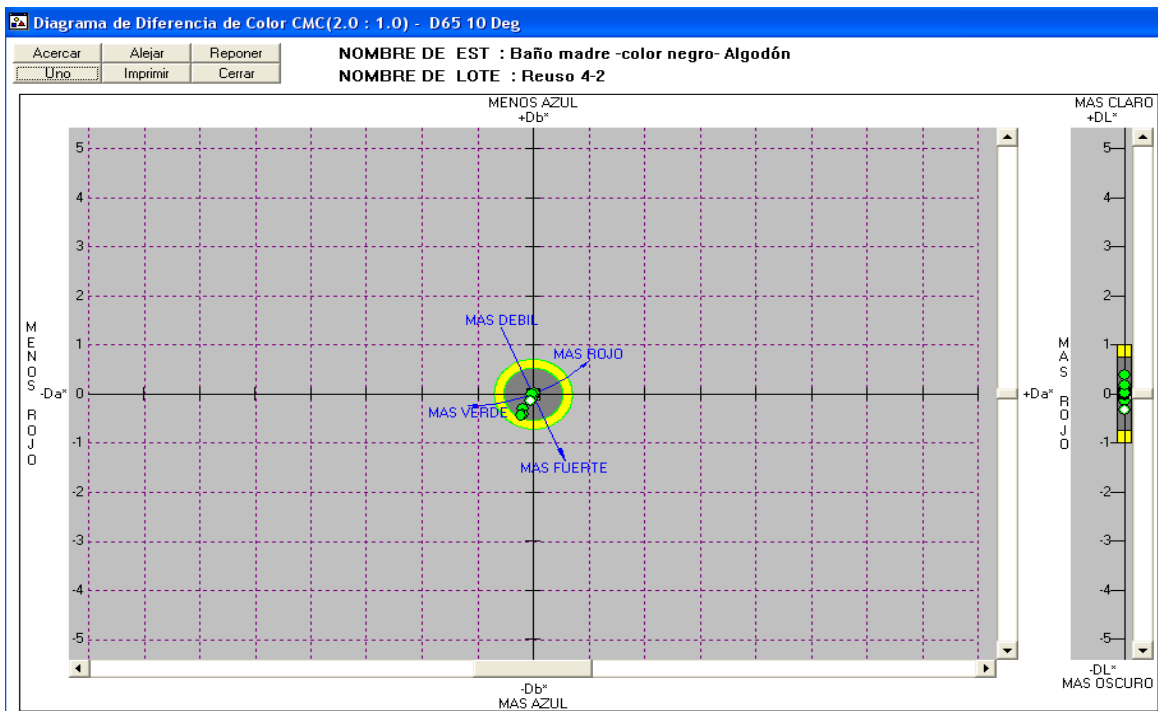 Diagrama de Diferencia de Color CMC(2.0 : 1.0) - D65 10 Deg
Acercar Alejar Reponer
Uno Imprimir Cerrar
NOMBRE DE EST : Baño madre -color negro- Algodón
NOMBRE DE LOTE : Reuso 4-2
MENOS AZUL
+Db*
MAS CLARO
+DL*
5
4
3
2
1
0
-1
-2
-3
-4
-5
MENOS ROJO
-Da*
MAS DEBIL
MAS ROJO
MAS VERDE
MAS FUERTE
+Da*
MAS ROJO
5
4
3
2
1
0
-1
-2
-3
-4
-5
-Db*
MAS AZUL
-DL*
MAS OSCURO